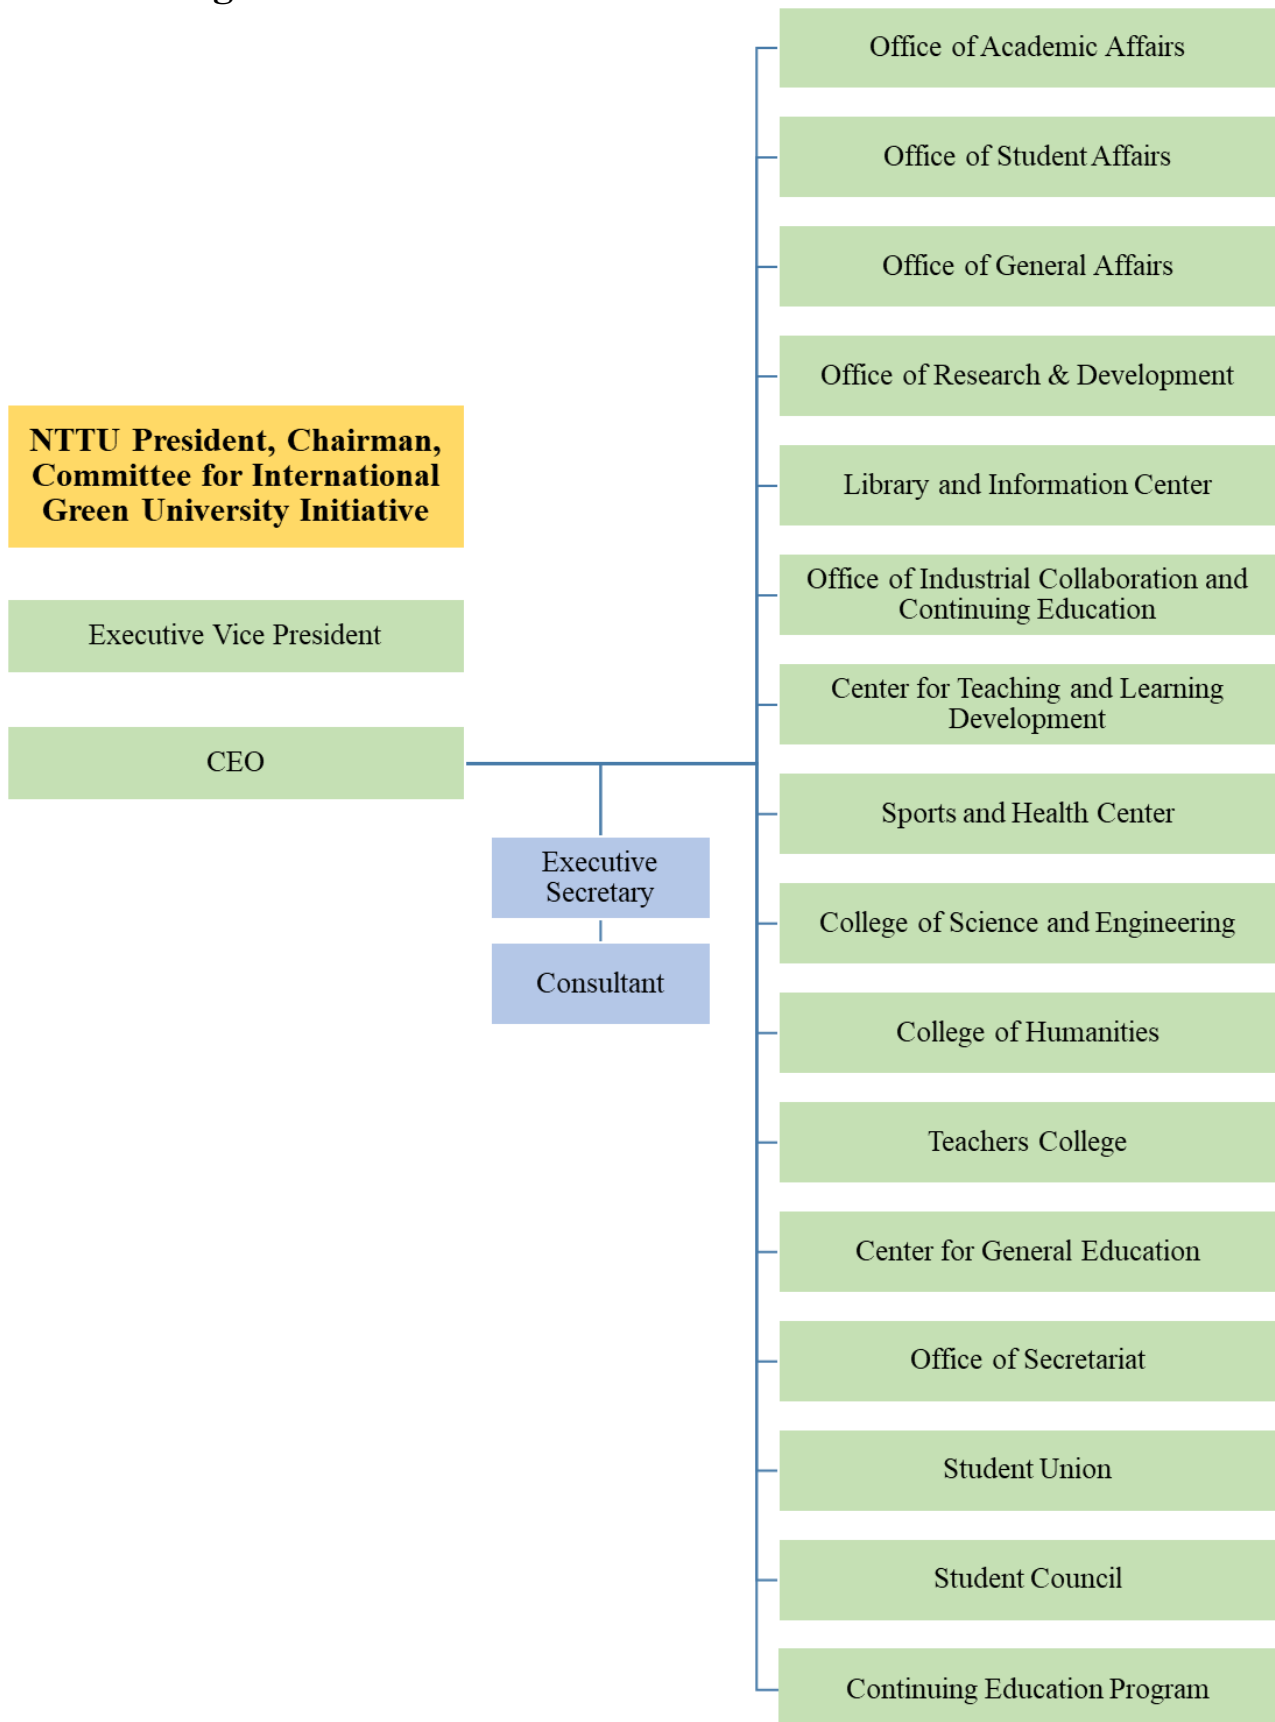 NTTU President, Chairman,
Committee for International
Green University Initiative
Executive Vice President
CEO
Executive
Secretary
Consultant
Office of Academic Affairs
Office of Student Affairs
Office of General Affairs
Office of Research & Development
Library and Information Center
Office of Industrial Collaboration and
Continuing Education
Center for Teaching and Learning
Development
Sports and Health Center
College of Science and Engineering
College of Humanities
Teachers College
Center for General Education
Office of Secretariat
Student Union
Student Council
Continuing Education Program